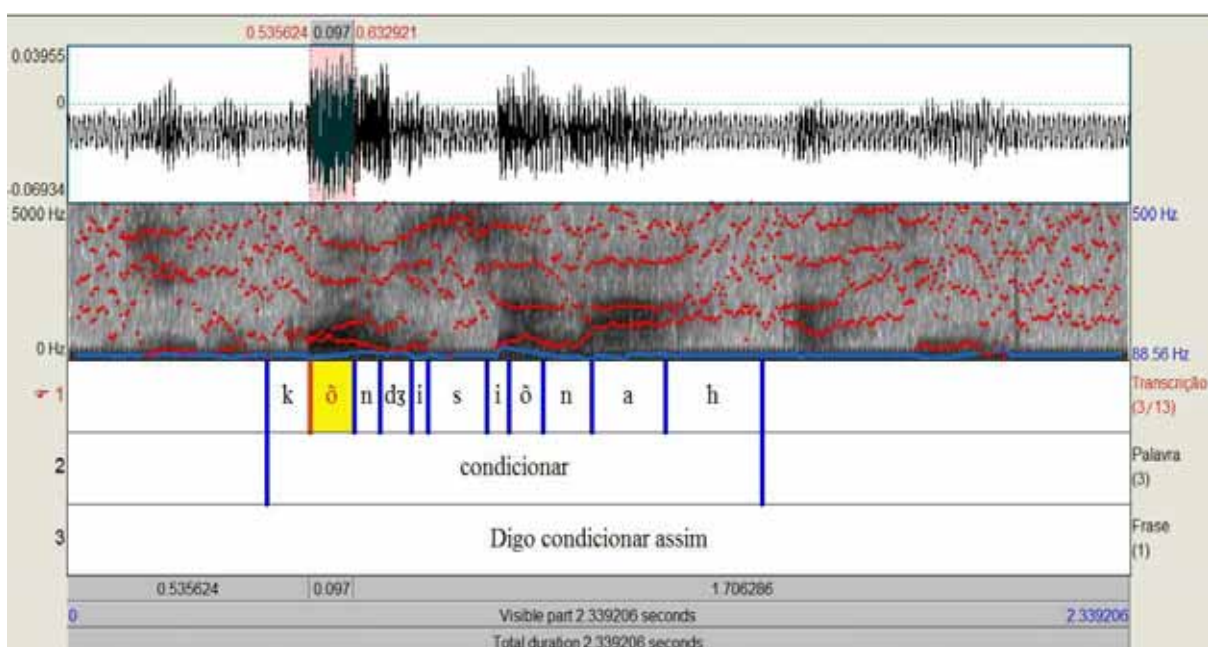 0.535624 0.097 0.632921
0.03955
0
-0.06934
5000 Hz 500 Hz
0 Hz 88.56 Hz
1 k õ n dʒ i s i õ n a h Transcrição (3/13)
2 condicionar Palavra (3)
3 Digo condicionar assim Frase (1)
0.535624 0.097 1.706286
0 Visible part 2.339206 seconds 2.339206
Total duration 2.339206 seconds